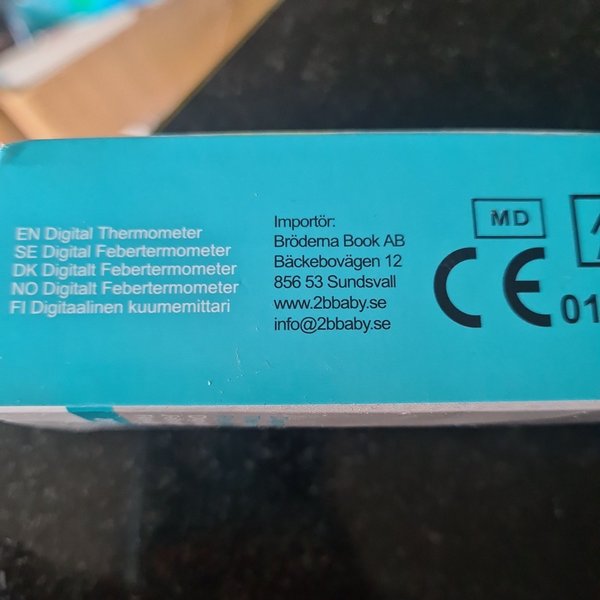 EN Digital Thermometer
SE Digital Febertermometer
DK Digitalt Febertermometer
NO Digitalt Febertermometer
FI Digitaalinen kuumemittari
Importör:
Bröderna Book AB
Bäckebovägen 12
856 53 Sundsvall
www.2bbaby.se
info@2bbaby.se
MD
CE 01